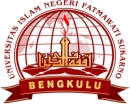 UNIVERSITAS ISLAM NEGERI FATMAWATI SUKARNO
BENGKULU